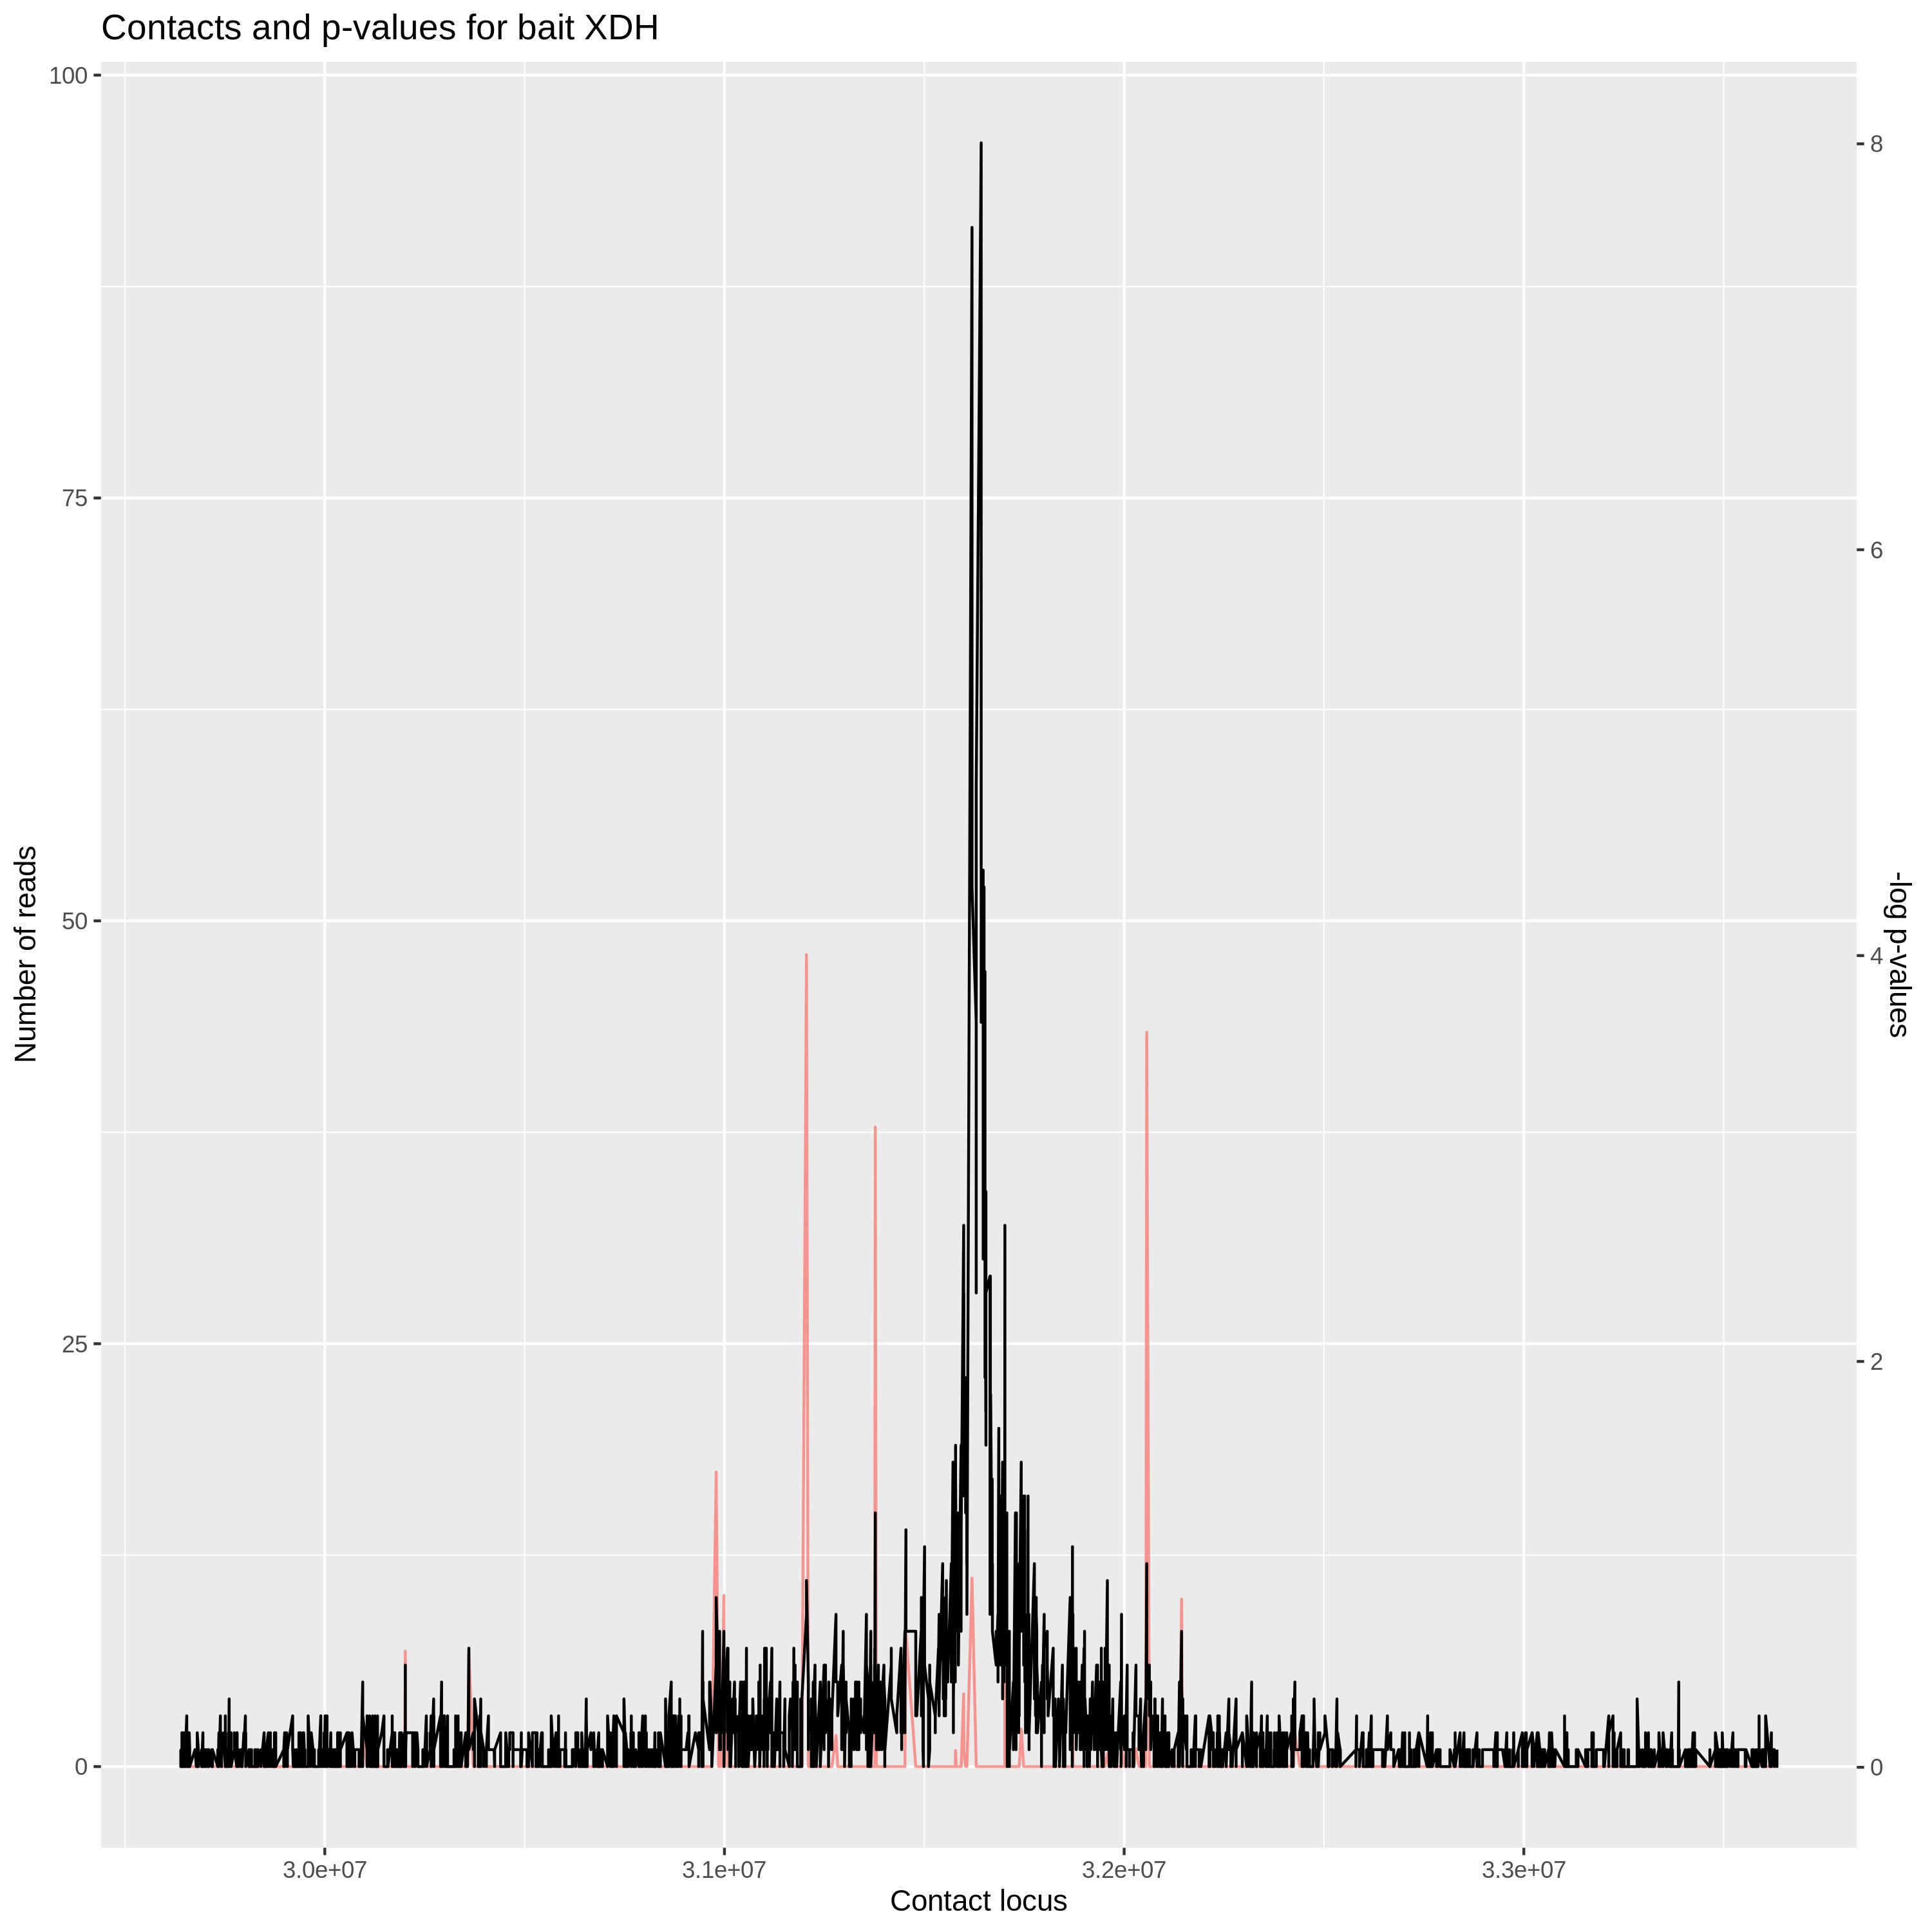 Contacts and p-values for bait XDH
100
75
50
25
0
Number of reads
8
6
4
2
0
-log p-values
3.0e+07
3.1e+07
3.2e+07
3.3e+07
Contact locus